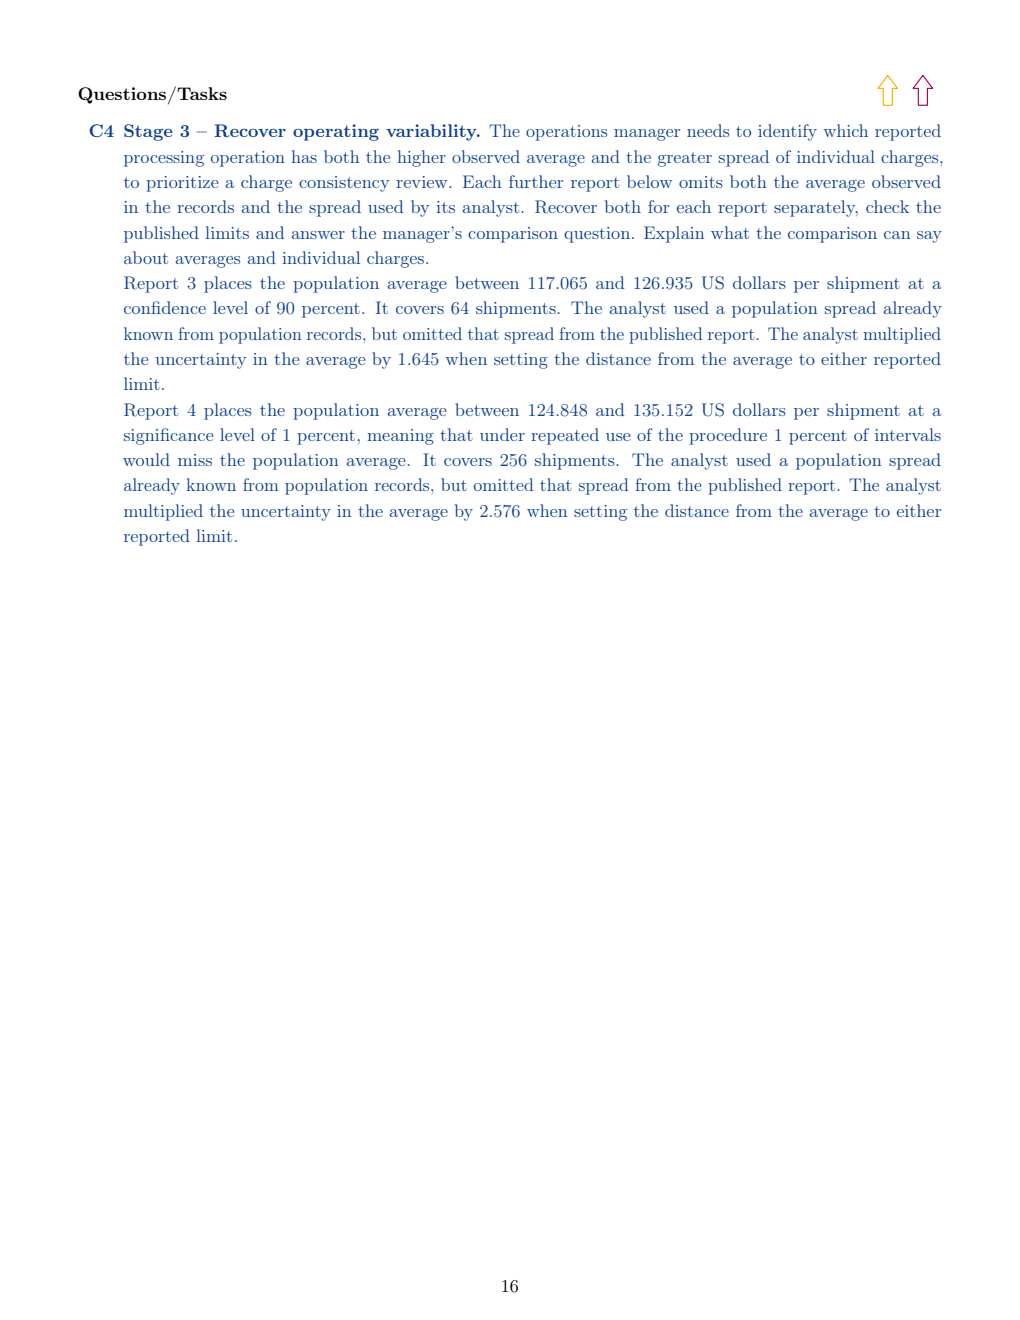 Questions/Tasks
C4 Stage 3 – Recover operating variability. The operations manager needs to identify which reported
processing operation has both the higher observed average and the greater spread of individual charges,
to prioritize a charge consistency review. Each further report below omits both the average observed
in the records and the spread used by its analyst. Recover both for each report separately, check the
published limits and answer the manager's comparison question. Explain what the comparison can say
about averages and individual charges.
Report 3 places the population average between 117.065 and 126.935 US dollars per shipment at a
confidence level of 90 percent. It covers 64 shipments. The analyst used a population spread already
known from population records, but omitted that spread from the published report. The analyst multiplied
the uncertainty in the average by 1.645 when setting the distance from the average to either reported
limit.
Report 4 places the population average between 124.848 and 135.152 US dollars per shipment at a
significance level of 1 percent, meaning that under repeated use of the procedure 1 percent of intervals
would miss the population average. It covers 256 shipments. The analyst used a population spread
already known from population records, but omitted that spread from the published report. The analyst
multiplied the uncertainty in the average by 2.576 when setting the distance from the average to either
reported limit.
16